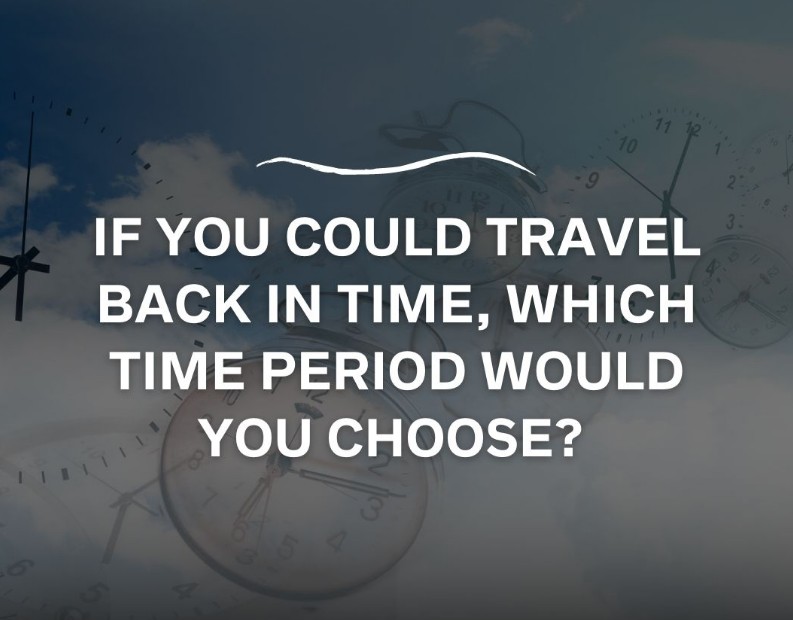 IF YOU COULD TRAVEL
BACK IN TIME, WHICH
TIME PERIOD WOULD
YOU CHOOSE?